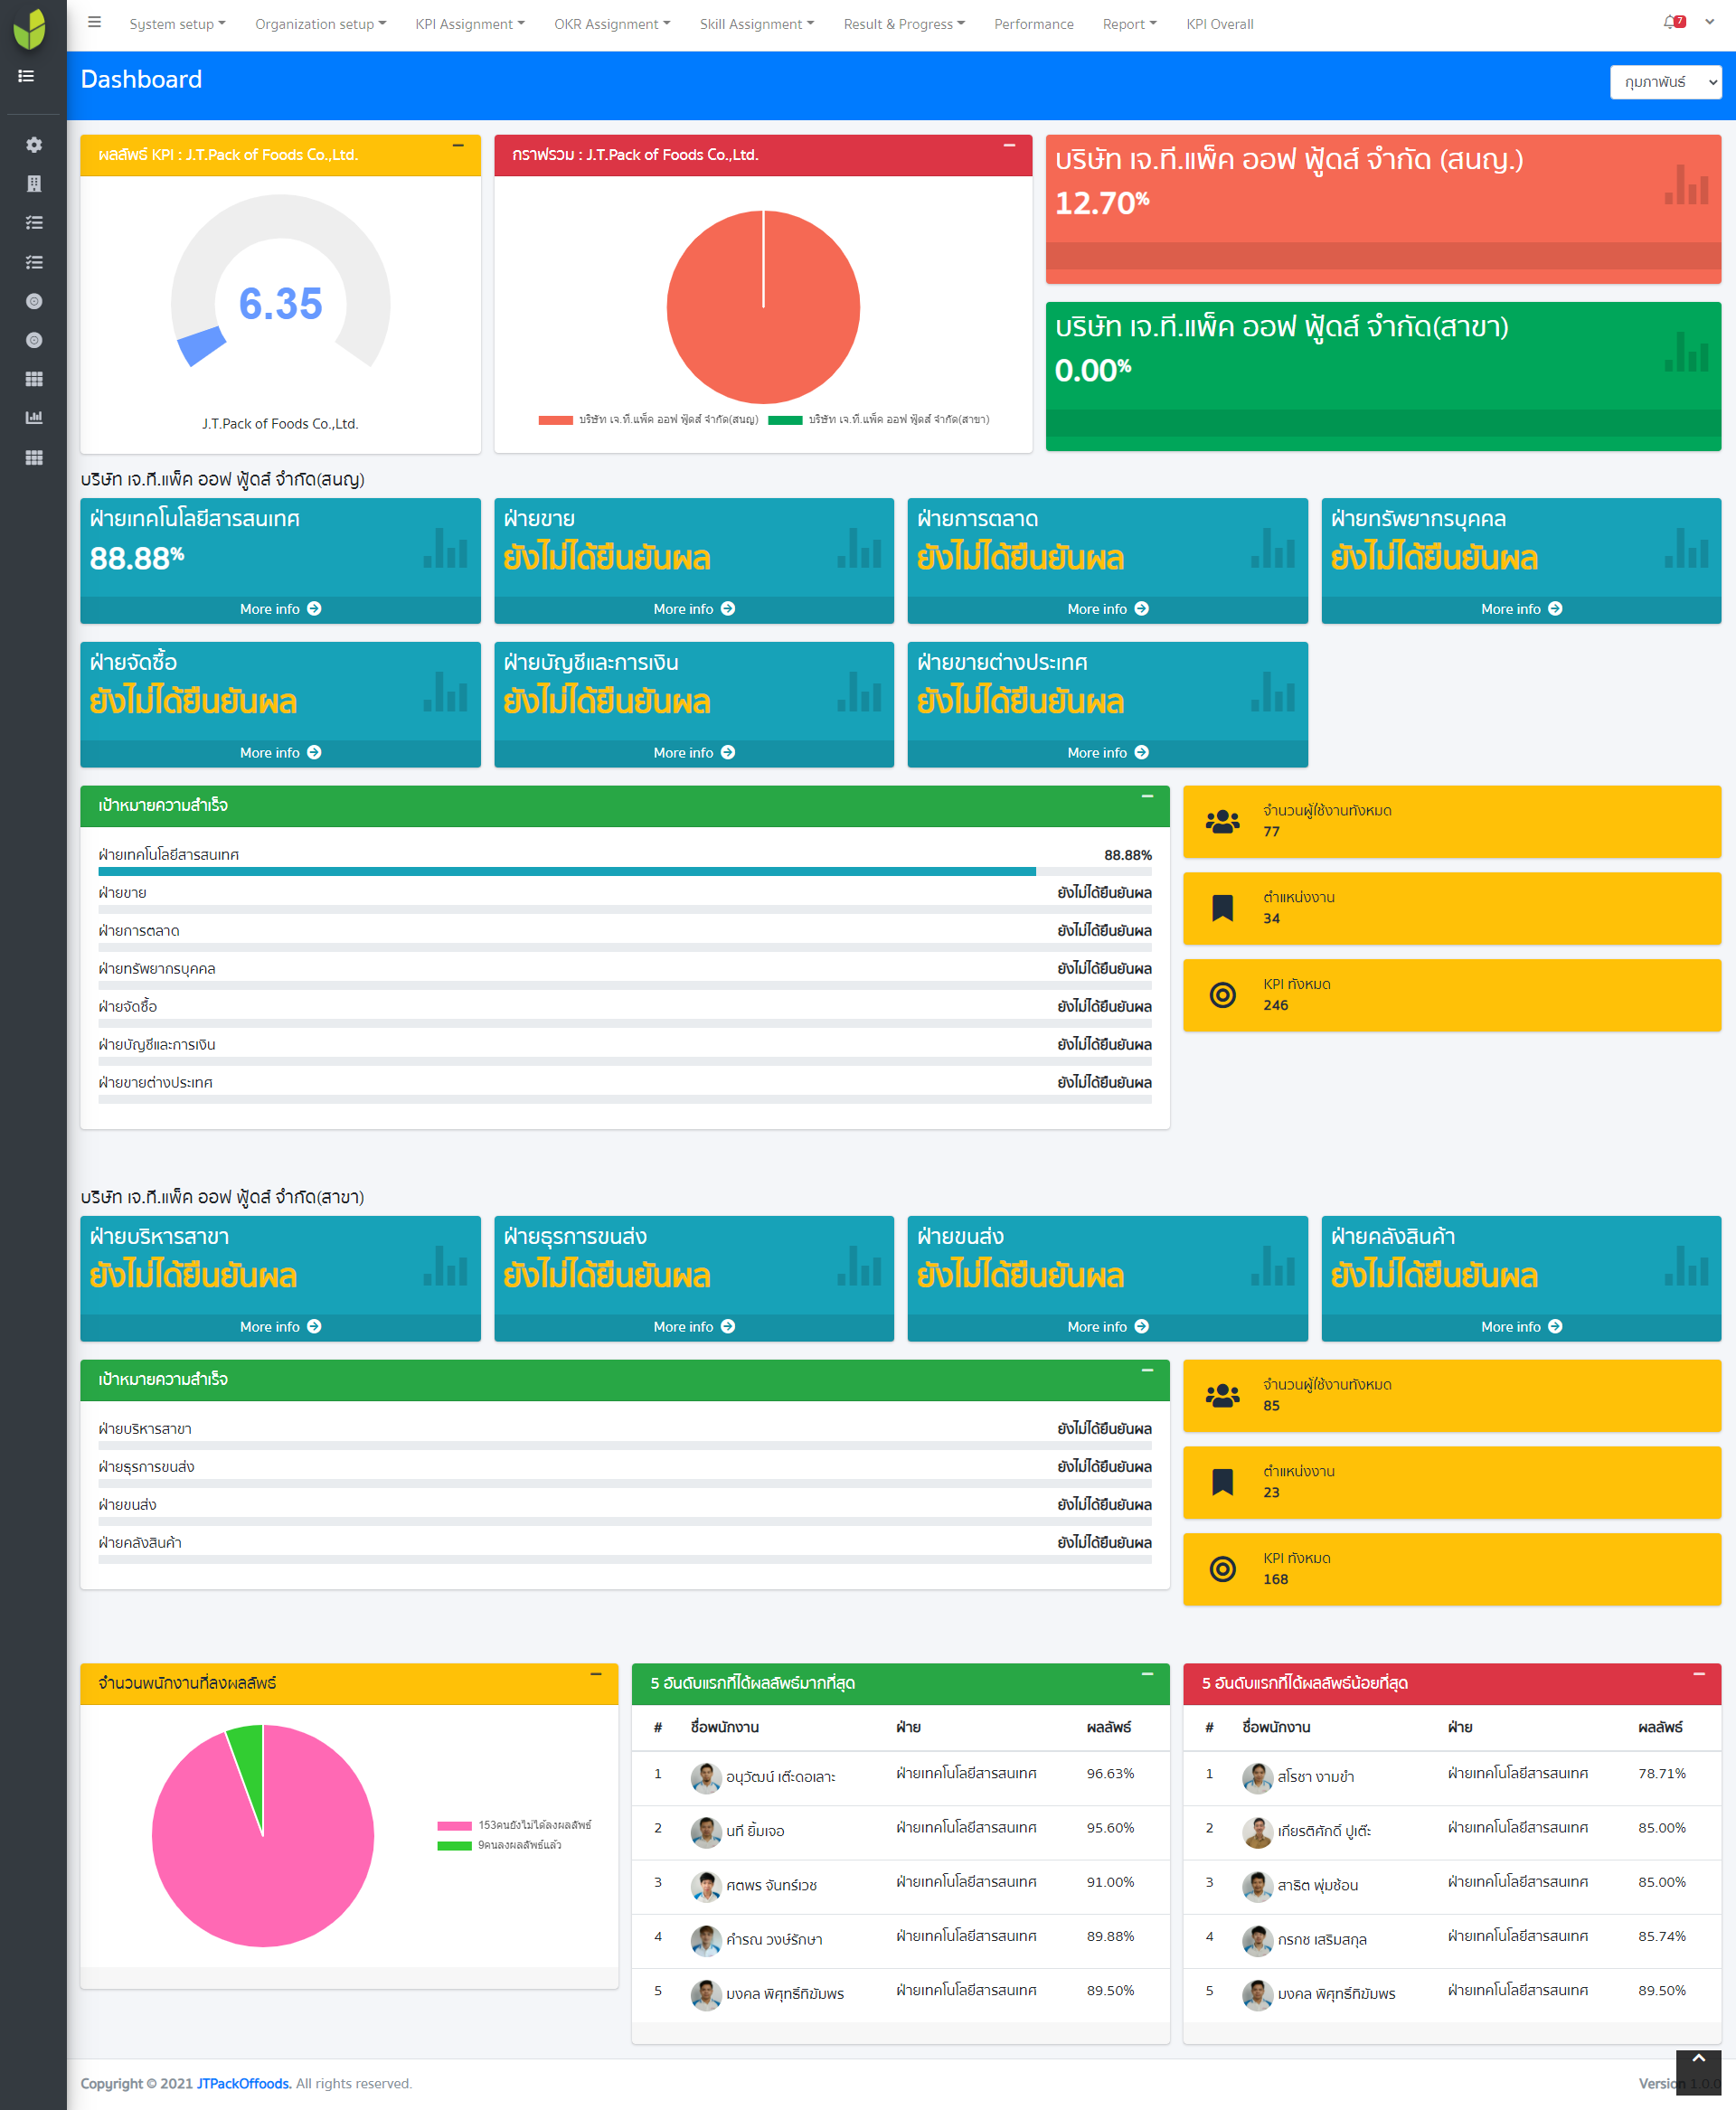 System setup Organization setup KPI Assignment OKR Assignment Skill Assignment Result & Progress Performance Report KPI Overall 7
Dashboard กุมภาพันธ์
ผลลัพธ์ KPI : J.T.Pack of Foods Co.,Ltd.
6.35
J.T.Pack of Foods Co.,Ltd.
กราฟรวม : J.T.Pack of Foods Co.,Ltd.
บริษัท เจ.ที.แพ็ค ออฟ ฟู้ดส์ จำกัด(สนญ) บริษัท เจ.ที.แพ็ค ออฟ ฟู้ดส์ จำกัด(สาขา)
บริษัท เจ.ที.แพ็ค ออฟ ฟู้ดส์ จำกัด (สนญ.)
12.70%
บริษัท เจ.ที.แพ็ค ออฟ ฟู้ดส์ จำกัด(สาขา)
0.00%
บริษัท เจ.ที.แพ็ค ออฟ ฟู้ดส์ จำกัด(สนญ)
ฝ่ายเทคโนโลยีสารสนเทศ
88.88%
More info
ฝ่ายขาย
ยังไม่ได้ยืนยันผล
More info
ฝ่ายการตลาด
ยังไม่ได้ยืนยันผล
More info
ฝ่ายทรัพยากรบุคคล
ยังไม่ได้ยืนยันผล
More info
ฝ่ายจัดซื้อ
ยังไม่ได้ยืนยันผล
More info
ฝ่ายบัญชีและการเงิน
ยังไม่ได้ยืนยันผล
More info
ฝ่ายขายต่างประเทศ
ยังไม่ได้ยืนยันผล
More info
เป้าหมายความสำเร็จ
ฝ่ายเทคโนโลยีสารสนเทศ 88.88%
ฝ่ายขาย ยังไม่ได้ยืนยันผล
ฝ่ายการตลาด ยังไม่ได้ยืนยันผล
ฝ่ายทรัพยากรบุคคล ยังไม่ได้ยืนยันผล
ฝ่ายจัดซื้อ ยังไม่ได้ยืนยันผล
ฝ่ายบัญชีและการเงิน ยังไม่ได้ยืนยันผล
ฝ่ายขายต่างประเทศ ยังไม่ได้ยืนยันผล
จำนวนผู้ใช้งานทั้งหมด
77
ตำแหน่งงาน
34
KPI ทั้งหมด
246
บริษัท เจ.ที.แพ็ค ออฟ ฟู้ดส์ จำกัด(สาขา)
ฝ่ายบริหารสาขา
ยังไม่ได้ยืนยันผล
More info
ฝ่ายธุรการขนส่ง
ยังไม่ได้ยืนยันผล
More info
ฝ่ายขนส่ง
ยังไม่ได้ยืนยันผล
More info
ฝ่ายคลังสินค้า
ยังไม่ได้ยืนยันผล
More info
เป้าหมายความสำเร็จ
ฝ่ายบริหารสาขา ยังไม่ได้ยืนยันผล
ฝ่ายธุรการขนส่ง ยังไม่ได้ยืนยันผล
ฝ่ายขนส่ง ยังไม่ได้ยืนยันผล
ฝ่ายคลังสินค้า ยังไม่ได้ยืนยันผล
จำนวนผู้ใช้งานทั้งหมด
85
ตำแหน่งงาน
23
KPI ทั้งหมด
168
จำนวนพนักงานที่ลงผลลัพธ์
153คนยังไม่ได้ลงผลลัพธ์
9คนลงผลลัพธ์แล้ว
5 อันดับแรกที่ได้ผลลัพธ์มากที่สุด
# ชื่อพนักงาน ฝ่าย ผลลัพธ์
1 อนุวัฒน์ เต๊ะดอเลาะ ฝ่ายเทคโนโลยีสารสนเทศ 96.63%
2 นที ยิ้มเจอ ฝ่ายเทคโนโลยีสารสนเทศ 95.60%
3 ศตพร จันทร์เวช ฝ่ายเทคโนโลยีสารสนเทศ 91.00%
4 คำรณ วงษ์รักษา ฝ่ายเทคโนโลยีสารสนเทศ 89.88%
5 มงคล พิศุทธิ์ทิฆัมพร ฝ่ายเทคโนโลยีสารสนเทศ 89.50%
5 อันดับแรกที่ได้ผลลัพธ์น้อยที่สุด
# ชื่อพนักงาน ฝ่าย ผลลัพธ์
1 สโรชา งามขำ ฝ่ายเทคโนโลยีสารสนเทศ 78.71%
2 เกียรติศักดิ์ ปูเต๊ะ ฝ่ายเทคโนโลยีสารสนเทศ 85.00%
3 สาธิต พุ่มซ้อน ฝ่ายเทคโนโลยีสารสนเทศ 85.00%
4 กรกช เสริมสกุล ฝ่ายเทคโนโลยีสารสนเทศ 85.74%
5 มงคล พิศุทธิ์ทิฆัมพร ฝ่ายเทคโนโลยีสารสนเทศ 89.50%
Copyright © 2021 JTPackOffoods. All rights reserved. Version 1.0.0